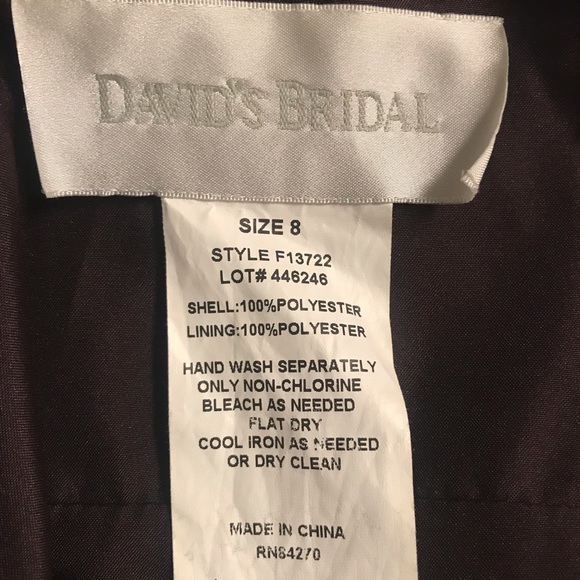 DAVID'S BRIDAL
SIZE 8
STYLE F13722
LOT# 446246
SHELL:100%POLYESTER
LINING:100%POLYESTER
HAND WASH SEPARATELY
ONLY NON-CHLORINE
BLEACH AS NEEDED
FLAT DRY
COOL IRON AS NEEDED
OR DRY CLEAN
MADE IN CHINA
RN84270